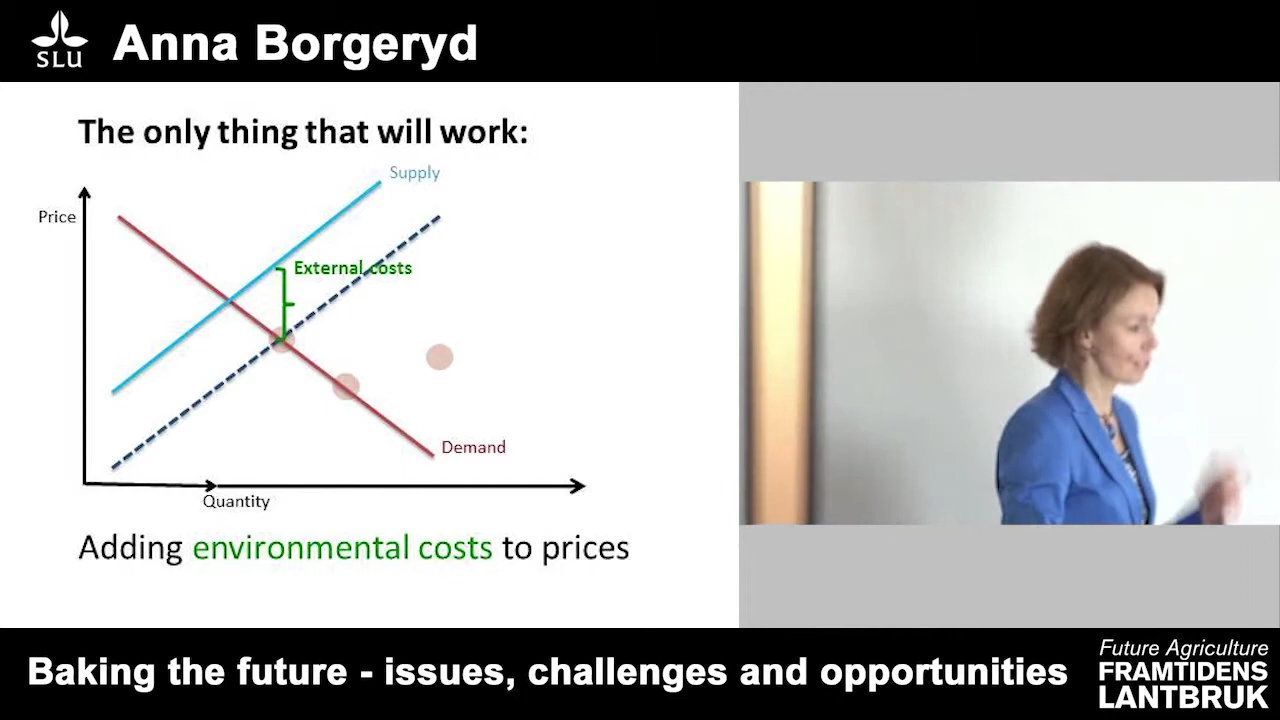 SLU
Anna Borgeryd
The only thing that will work:
Supply
Price
External costs
Demand
Quantity
Adding environmental costs to prices
Baking the future - issues, challenges and opportunities
Future Agriculture
FRAMTIDENS
LANTBRUK